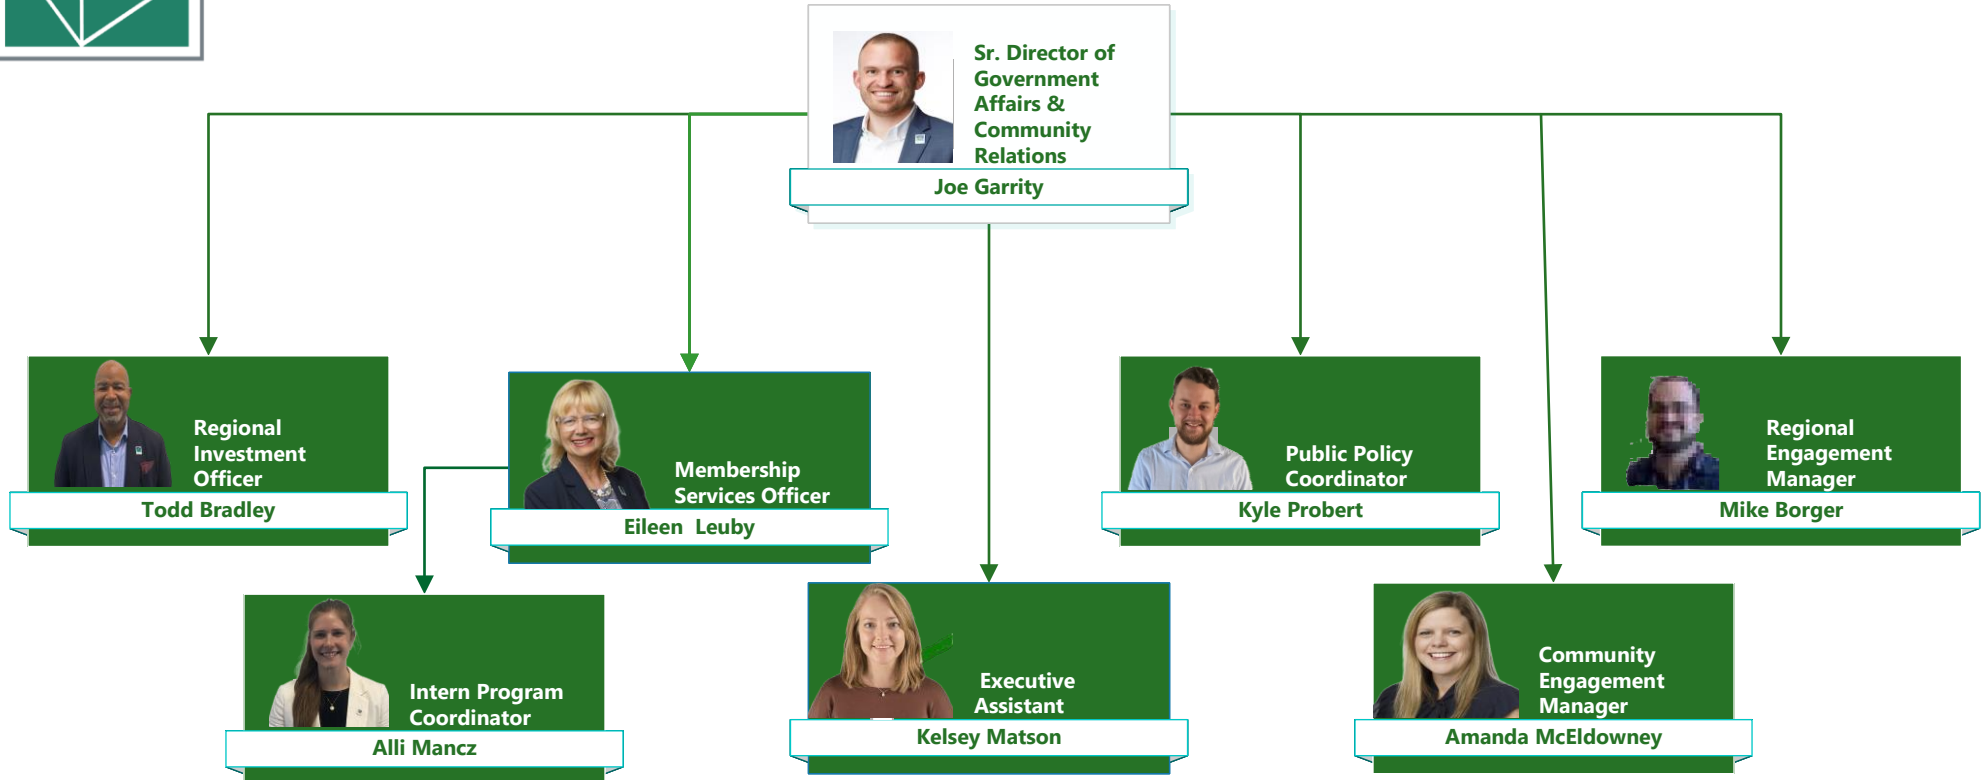 Sr. Director of
Government
Affairs &
Community
Relations
Joe Garrity
Regional
Investment
Officer
Todd Bradley
Membership
Services Officer
Eileen  Leuby
Public Policy
Coordinator
Kyle Probert
Regional
Engagement
Manager
Mike Borger
Intern Program
Coordinator
Alli Mancz
Executive
Assistant
Kelsey Matson
Community
Engagement
Manager
Amanda McEldowney